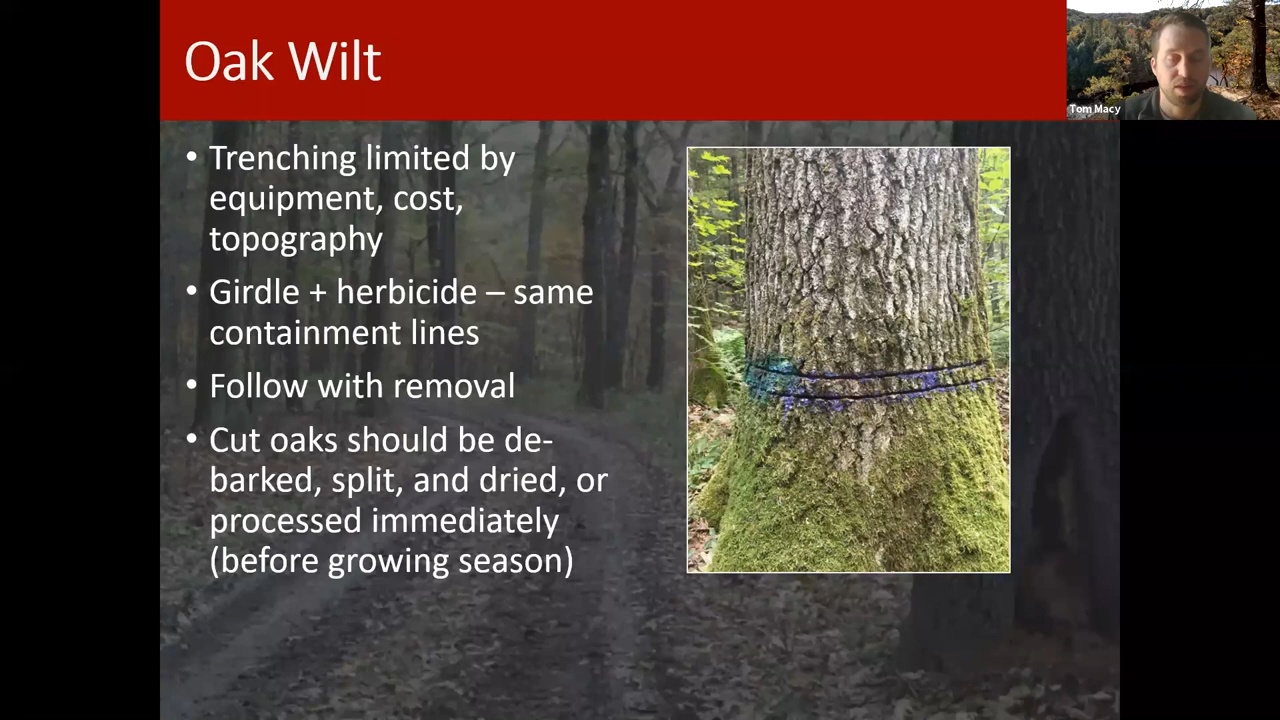 Oak Wilt
Tom Macy
• Trenching limited by
equipment, cost,
topography
• Girdle + herbicide – same
containment lines
• Follow with removal
• Cut oaks should be de-
barked, split, and dried, or
processed immediately
(before growing season)